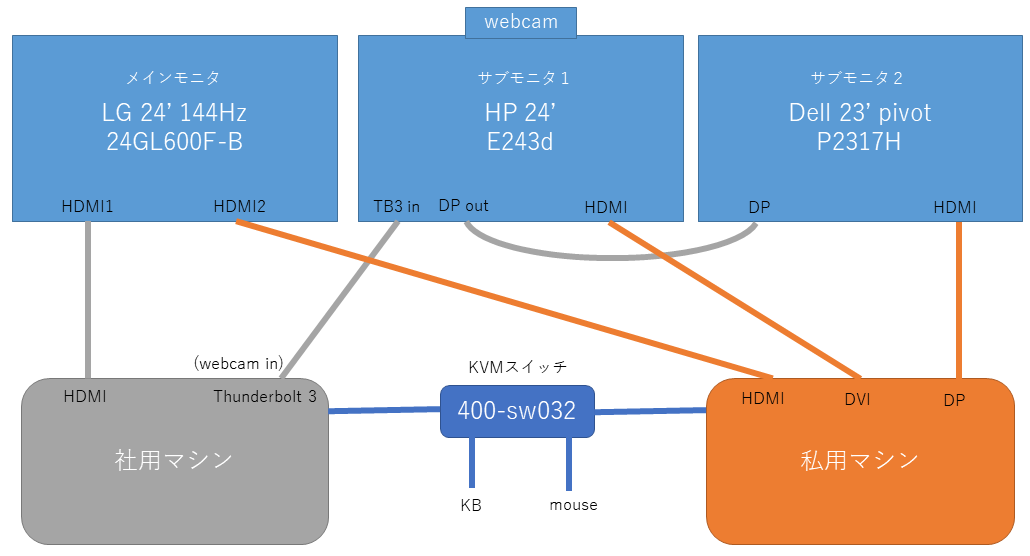 webcam
メインモニタ
LG 24’ 144Hz
24GL600F-B
HDMI1
HDMI2
サブモニタ１
HP 24’
E243d
TB3 in
DP out
HDMI
サブモニタ２
Dell 23’ pivot
P2317H
DP
HDMI
(webcam in)
HDMI
Thunderbolt 3
社用マシン
KVMスイッチ
400-sw032
KB
mouse
HDMI
DVI
DP
私用マシン